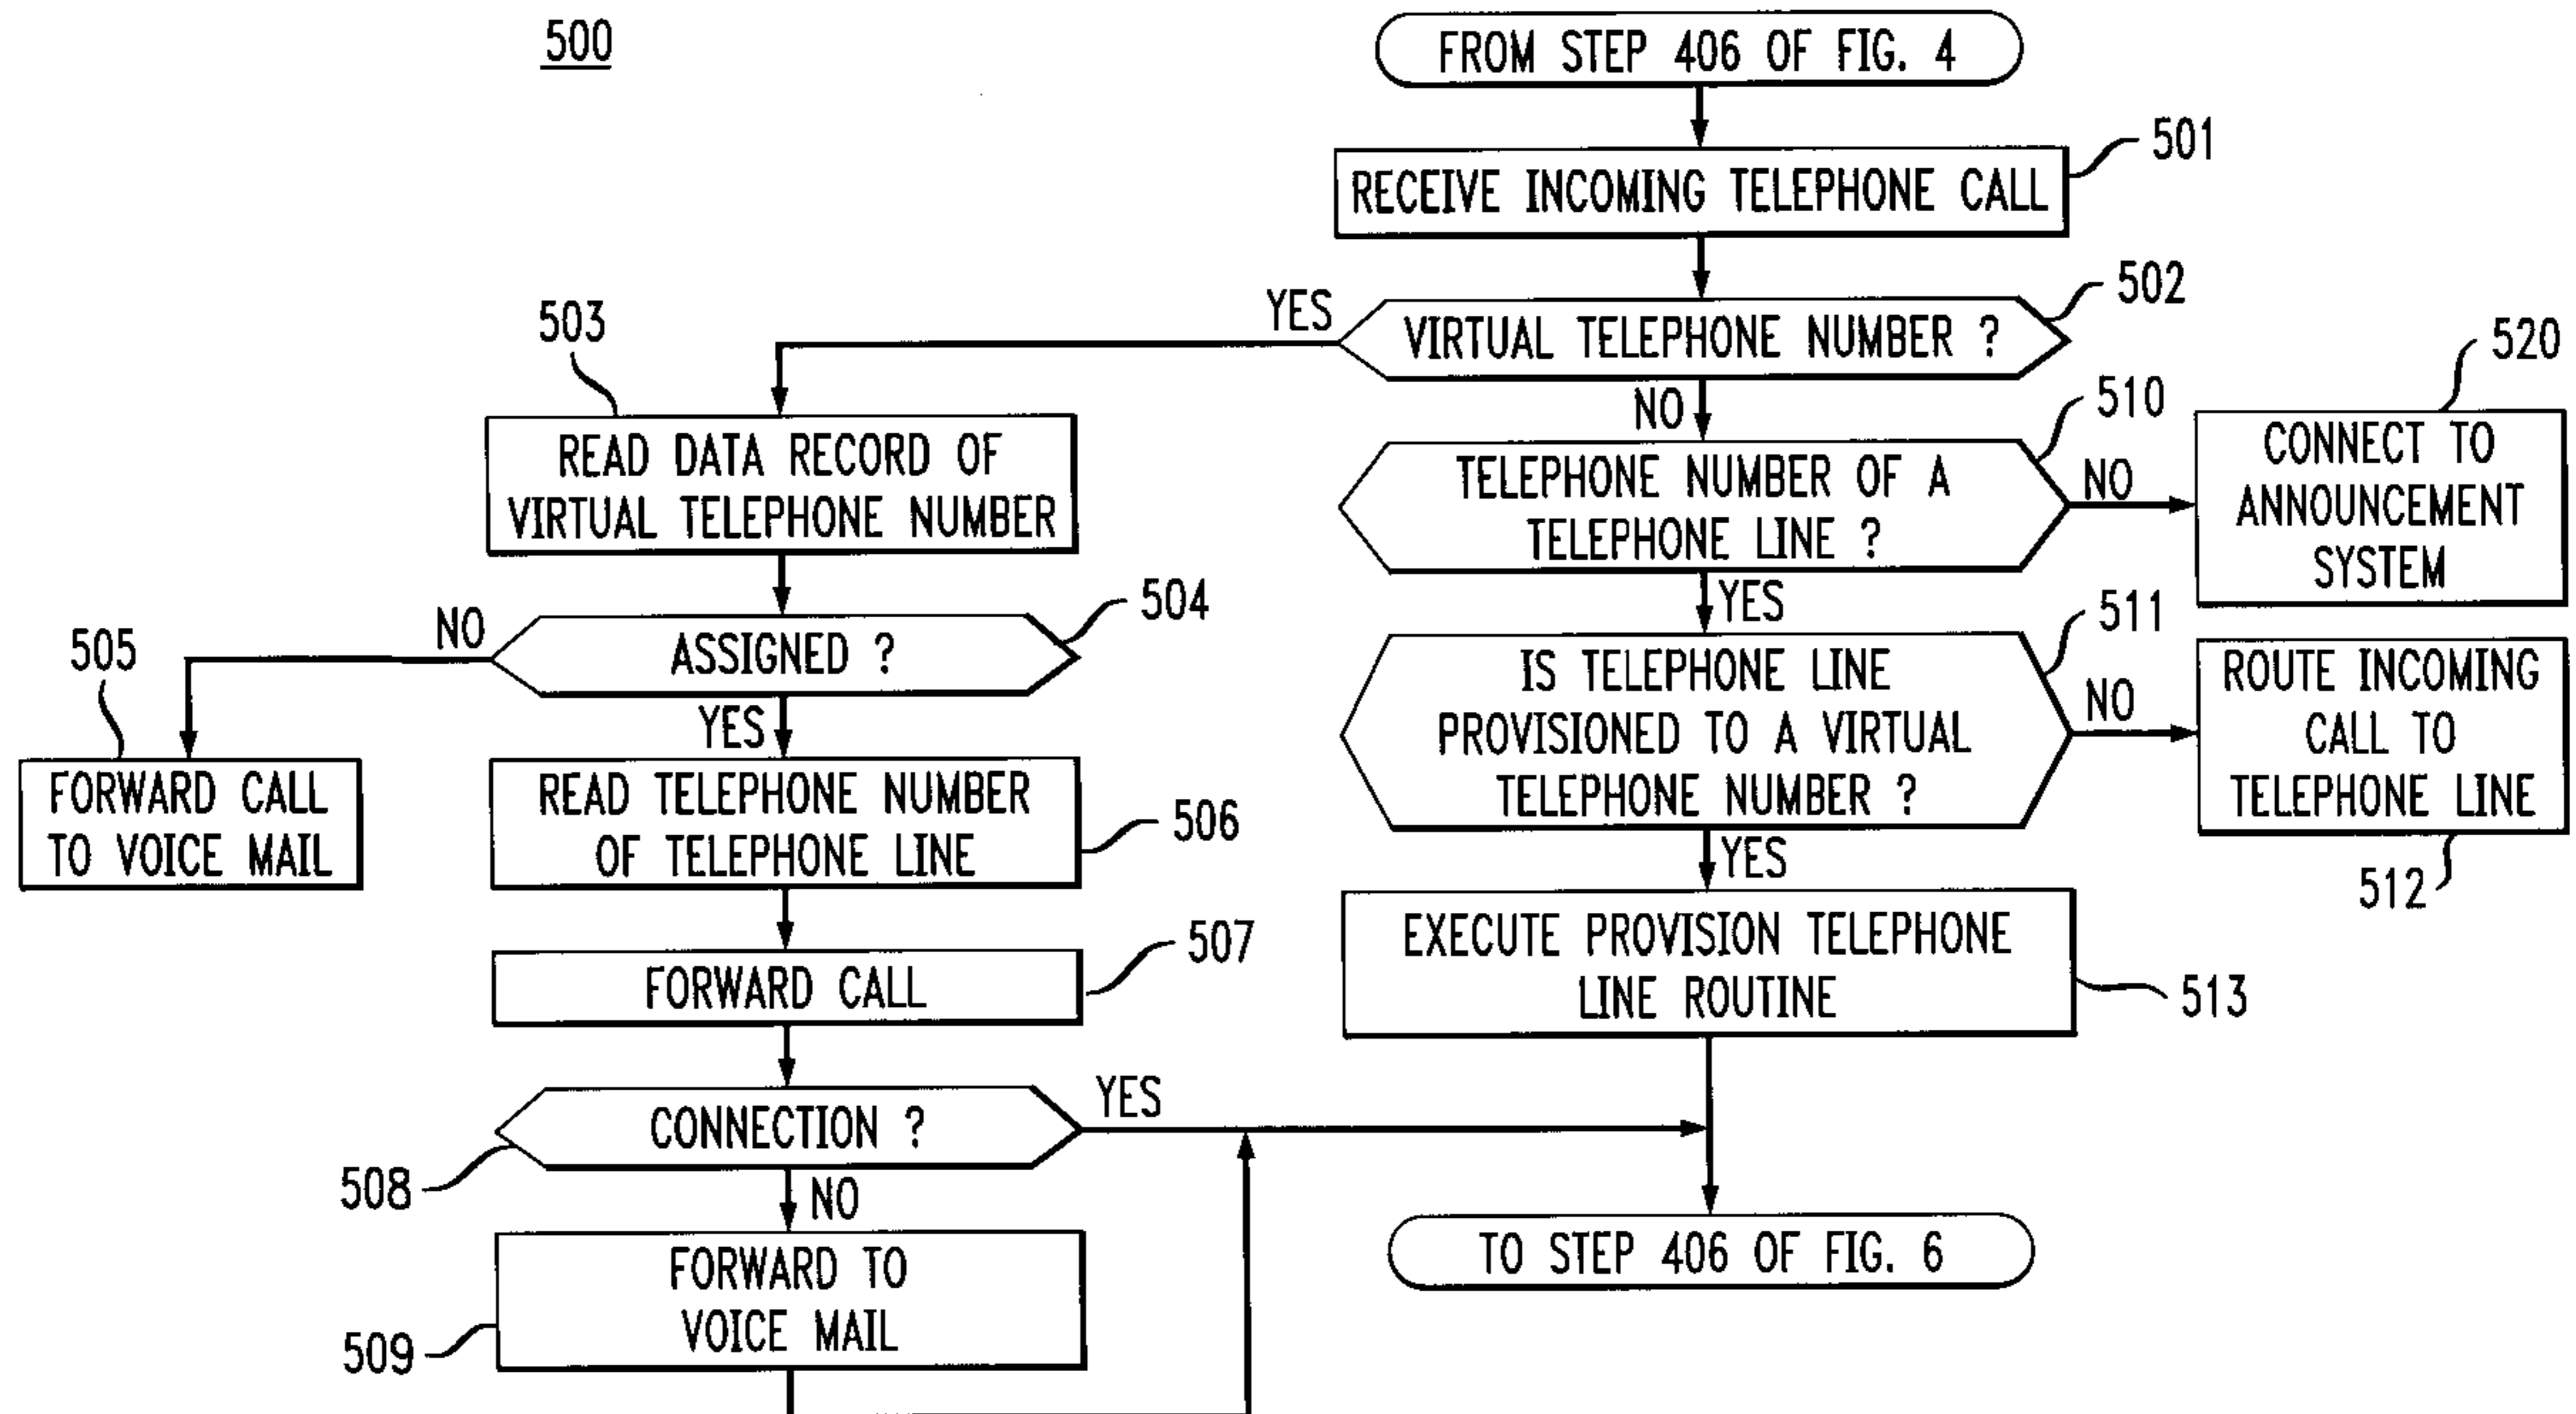 500
FROM STEP 406 OF FIG. 4
501
RECEIVE INCOMING TELEPHONE CALL
502
YES
VIRTUAL TELEPHONE NUMBER ?
503
NO
510
520
READ DATA RECORD OF
VIRTUAL TELEPHONE NUMBER
TELEPHONE NUMBER OF A
TELEPHONE LINE ?
NO
CONNECT TO
ANNOUNCEMENT
SYSTEM
504
NO
ASSIGNED ?
YES
511
505
YES
IS TELEPHONE LINE
PROVISIONED TO A VIRTUAL
TELEPHONE NUMBER ?
NO
ROUTE INCOMING
CALL TO
TELEPHONE LINE
512
FORWARD CALL
TO VOICE MAIL
READ TELEPHONE NUMBER
OF TELEPHONE LINE
506
YES
507
FORWARD CALL
EXECUTE PROVISION TELEPHONE
LINE ROUTINE
513
CONNECTION ?
YES
508
NO
TO STEP 406 OF FIG. 6
FORWARD TO
VOICE MAIL
509